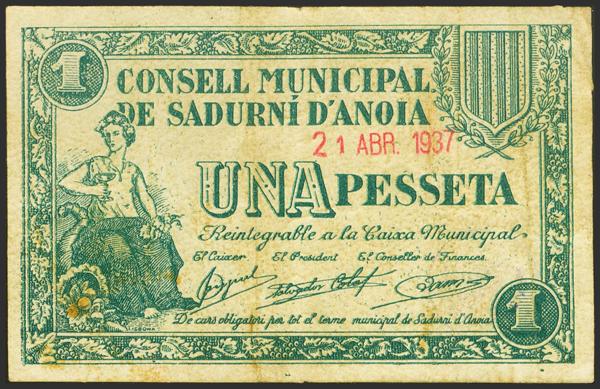 1
CONSELL MUNICIPAL
DE SADURNÍ D'ANOIA
21 ABR. 1937
UNA PESSETA
Reintegrable a la Caixa Municipal
El Caixer El President El Conseller de Finances.
Salvador
1
De curs obligatori per tot el terme municipal de Sadurní d'Anoia